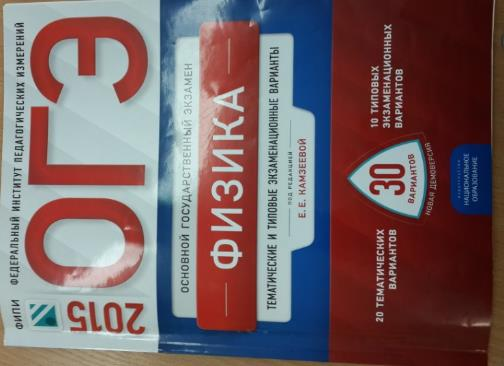 ФИПИ
ФЕДЕРАЛЬНЫЙ ИНСТИТУТ ПЕДАГОГИЧЕСКИХ ИЗМЕРЕНИЙ
2015
ОГЭ
ОСНОВНОЙ ГОСУДАРСТВЕННЫЙ ЭКЗАМЕН
ФИЗИКА
ТЕМАТИЧЕСКИЕ И ТИПОВЫЕ ЭКЗАМЕНАЦИОННЫЕ ВАРИАНТЫ
ПОД РЕДАКЦИЕЙ
Е. Е. КАМЗЕЕВОЙ
20 ТЕМАТИЧЕСКИХ
ВАРИАНТОВ
30
ВАРИАНТОВ
НОВАЯ ДЕМОВЕРСИЯ
10 ТИПОВЫХ
ЭКЗАМЕНАЦИОННЫХ
ВАРИАНТОВ
ИЗДАТЕЛЬСТВО
НАЦИОНАЛЬНОЕ
ОБРАЗОВАНИЕ